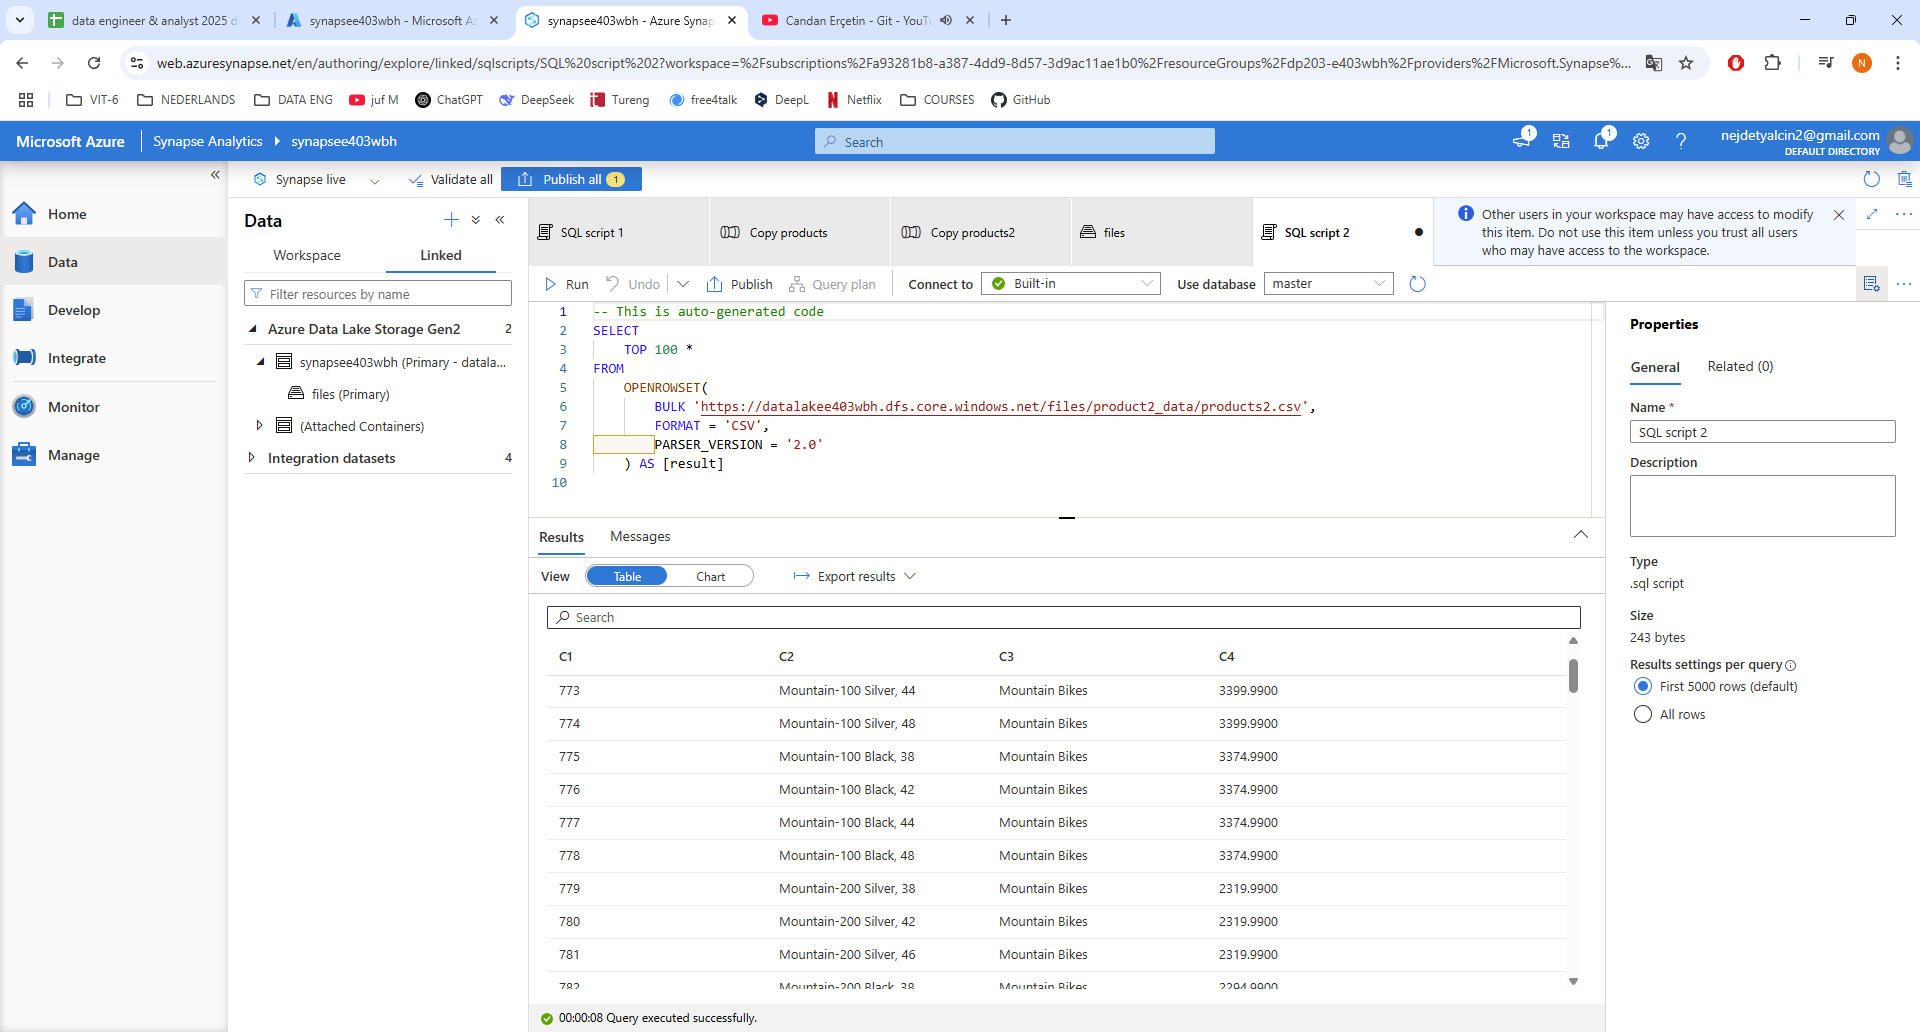 data engineer & analyst 2025 d
synapsee403wbh - Microsoft A
synapsee403wbh - Azure Synap
Candan Erçetin - Git - YouTu
web.azuresynapse.net/en/authoring/explore/linked/sqlscripts/SQL%20script%202?workspace=%2Fsubscriptions%2Fa93281b8-a387-4dd9-8d57-3d9ac11ae1b0%2FresourceGroups%2Fdp203-e403wbh%2Fproviders%2FMicrosoft.Synapse%...
N
VIT-6
NEDERLANDS
DATA ENG
juf M
ChatGPT
DeepSeek
Tureng
free4talk
DeepL
Netflix
COURSES
GitHub
Microsoft Azure
Synapse Analytics
synapsee403wbh
Search
1
1
nejdetyalcin2@gmail.com
DEFAULT DIRECTORY
Synapse live
Validate all
Publish all 1
Home
Data
Develop
Integrate
Monitor
Manage
Data
Workspace
Linked
Filter resources by name
Azure Data Lake Storage Gen2 2
synapsee403wbh (Primary - datala...
files (Primary)
(Attached Containers)
Integration datasets 4
SQL script 1
Copy products
Copy products2
files
SQL script 2
Other users in your workspace may have access to modify
this item. Do not use this item unless you trust all users
who may have access to the workspace.
Run
Undo
Publish
Query plan
Connect to
Built-in
Use database
master
1 -- This is auto-generated code
2 SELECT
3 TOP 100 *
4 FROM
5 OPENROWSET(
6 BULK 'https://datalakee403wbh.dfs.core.windows.net/files/product2_data/products2.csv',
7 FORMAT = 'CSV',
8 PARSER_VERSION = '2.0'
9 ) AS [result]
10
Results
Messages
View
Table
Chart
Export results
Search
C1 C2 C3 C4
773 Mountain-100 Silver, 44 Mountain Bikes 3399.9900
774 Mountain-100 Silver, 48 Mountain Bikes 3399.9900
775 Mountain-100 Black, 38 Mountain Bikes 3374.9900
776 Mountain-100 Black, 42 Mountain Bikes 3374.9900
777 Mountain-100 Black, 44 Mountain Bikes 3374.9900
778 Mountain-100 Black, 48 Mountain Bikes 3374.9900
779 Mountain-200 Silver, 38 Mountain Bikes 2319.9900
780 Mountain-200 Silver, 42 Mountain Bikes 2319.9900
781 Mountain-200 Silver, 46 Mountain Bikes 2319.9900
782 Mountain-200 Black, 38 Mountain Bikes 2294.9900
00:00:08 Query executed successfully.
Properties
General
Related (0)
Name *
SQL script 2
Description
Type
.sql script
Size
243 bytes
Results settings per query
First 5000 rows (default)
All rows